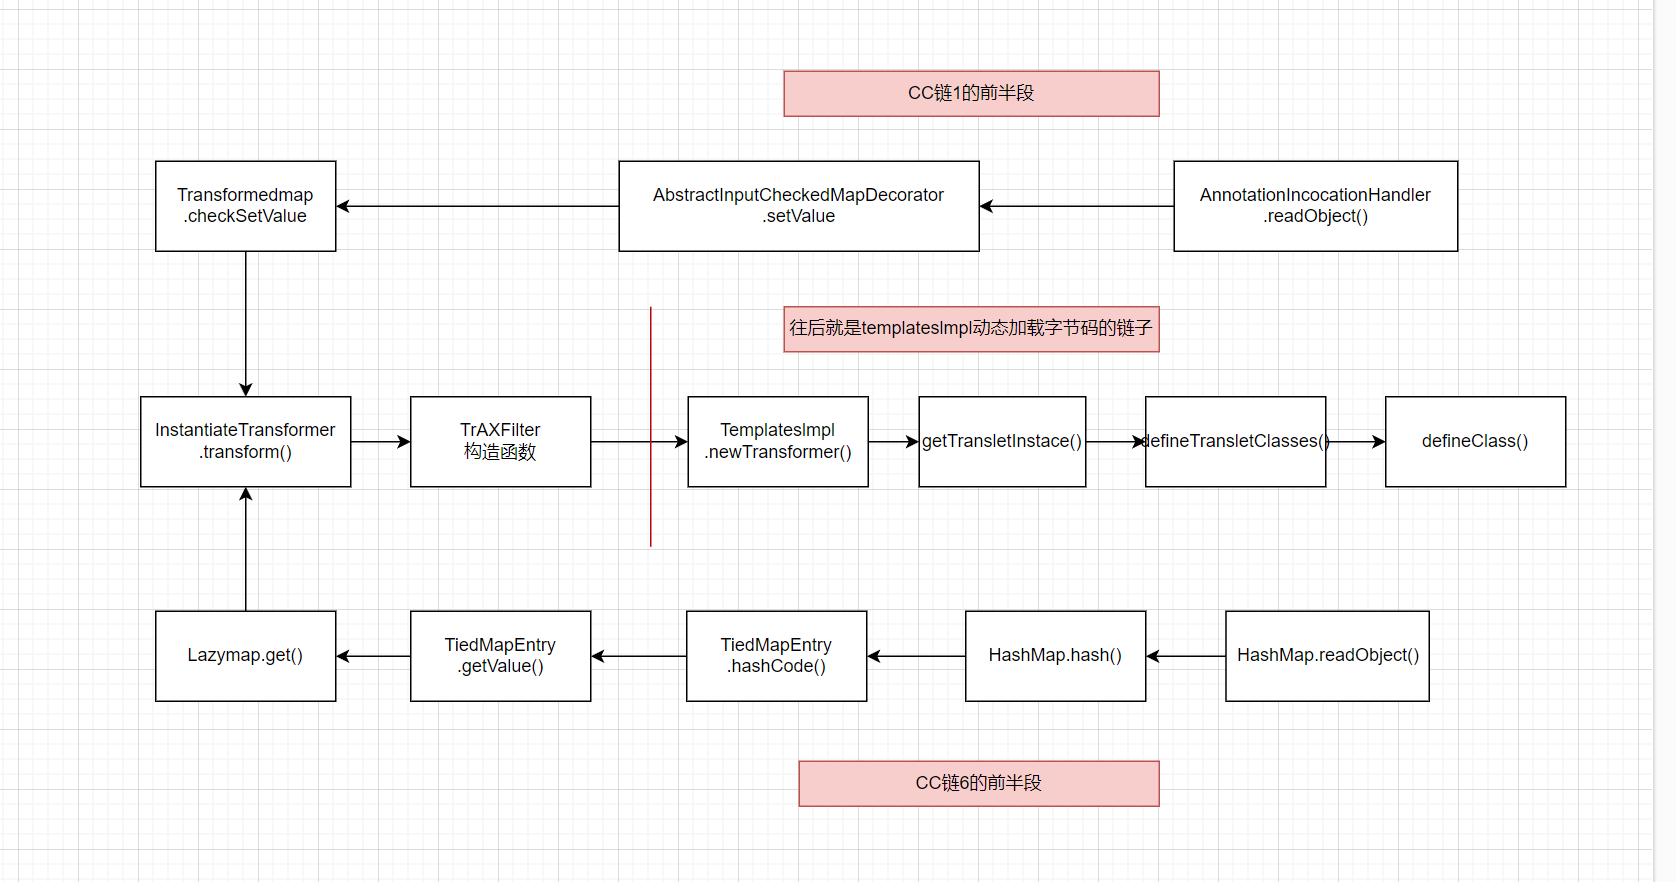 CC链1的前半段
Transformedmap
.checkSetValue
AbstractInputCheckedMapDecorator
.setValue
AnnotationIncocationHandler
.readObject()
往后就是templatesImpl动态加载字节码的链子
InstantiateTransformer
.transform()
TrAXFilter
构造函数
TemplatesImpl
.newTransformer()
getTransletInstace()
defineTransletClasses()
defineClass()
Lazymap.get()
TiedMapEntry
.getValue()
TiedMapEntry
.hashCode()
HashMap.hash()
HashMap.readObject()
CC链6的前半段